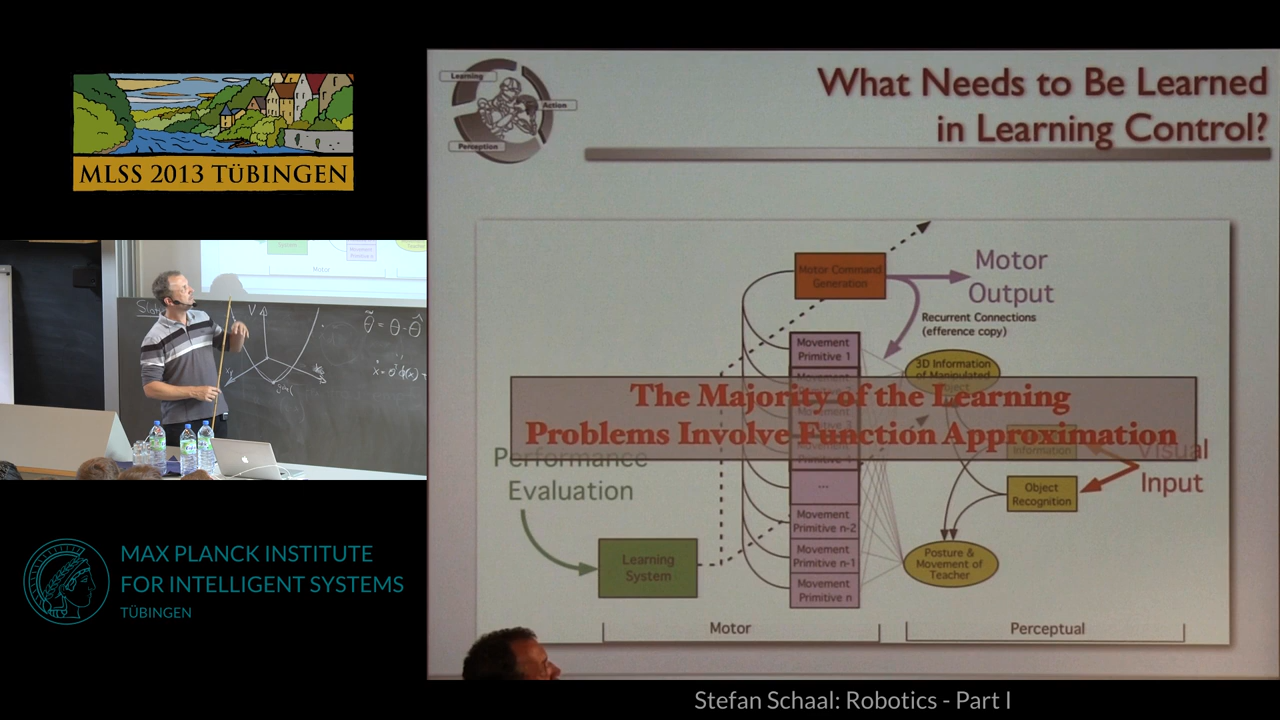 MLSS 2013 TÜBINGEN
MAX PLANCK INSTITUTE
FOR INTELLIGENT SYSTEMS
TÜBINGEN
Learning
Action
Perception
What Needs to Be Learned
in Learning Control?
Motor Command
Generation
Motor
Output
Recurrent Connections
(efference copy)
Movement
Primitive 1
3D Information
of Manipulated
Object
The Majority of the Learning
Problems Involve Function Approximation
Performance
Evaluation
Information
Visual
Input
...
Object
Recognition
Movement
Primitive n-2
Movement
Primitive n-1
Movement
Primitive n
Learning
System
Posture &
Movement of
Teacher
Motor
Perceptual
Motor
V
Stefan Schaal: Robotics - Part I